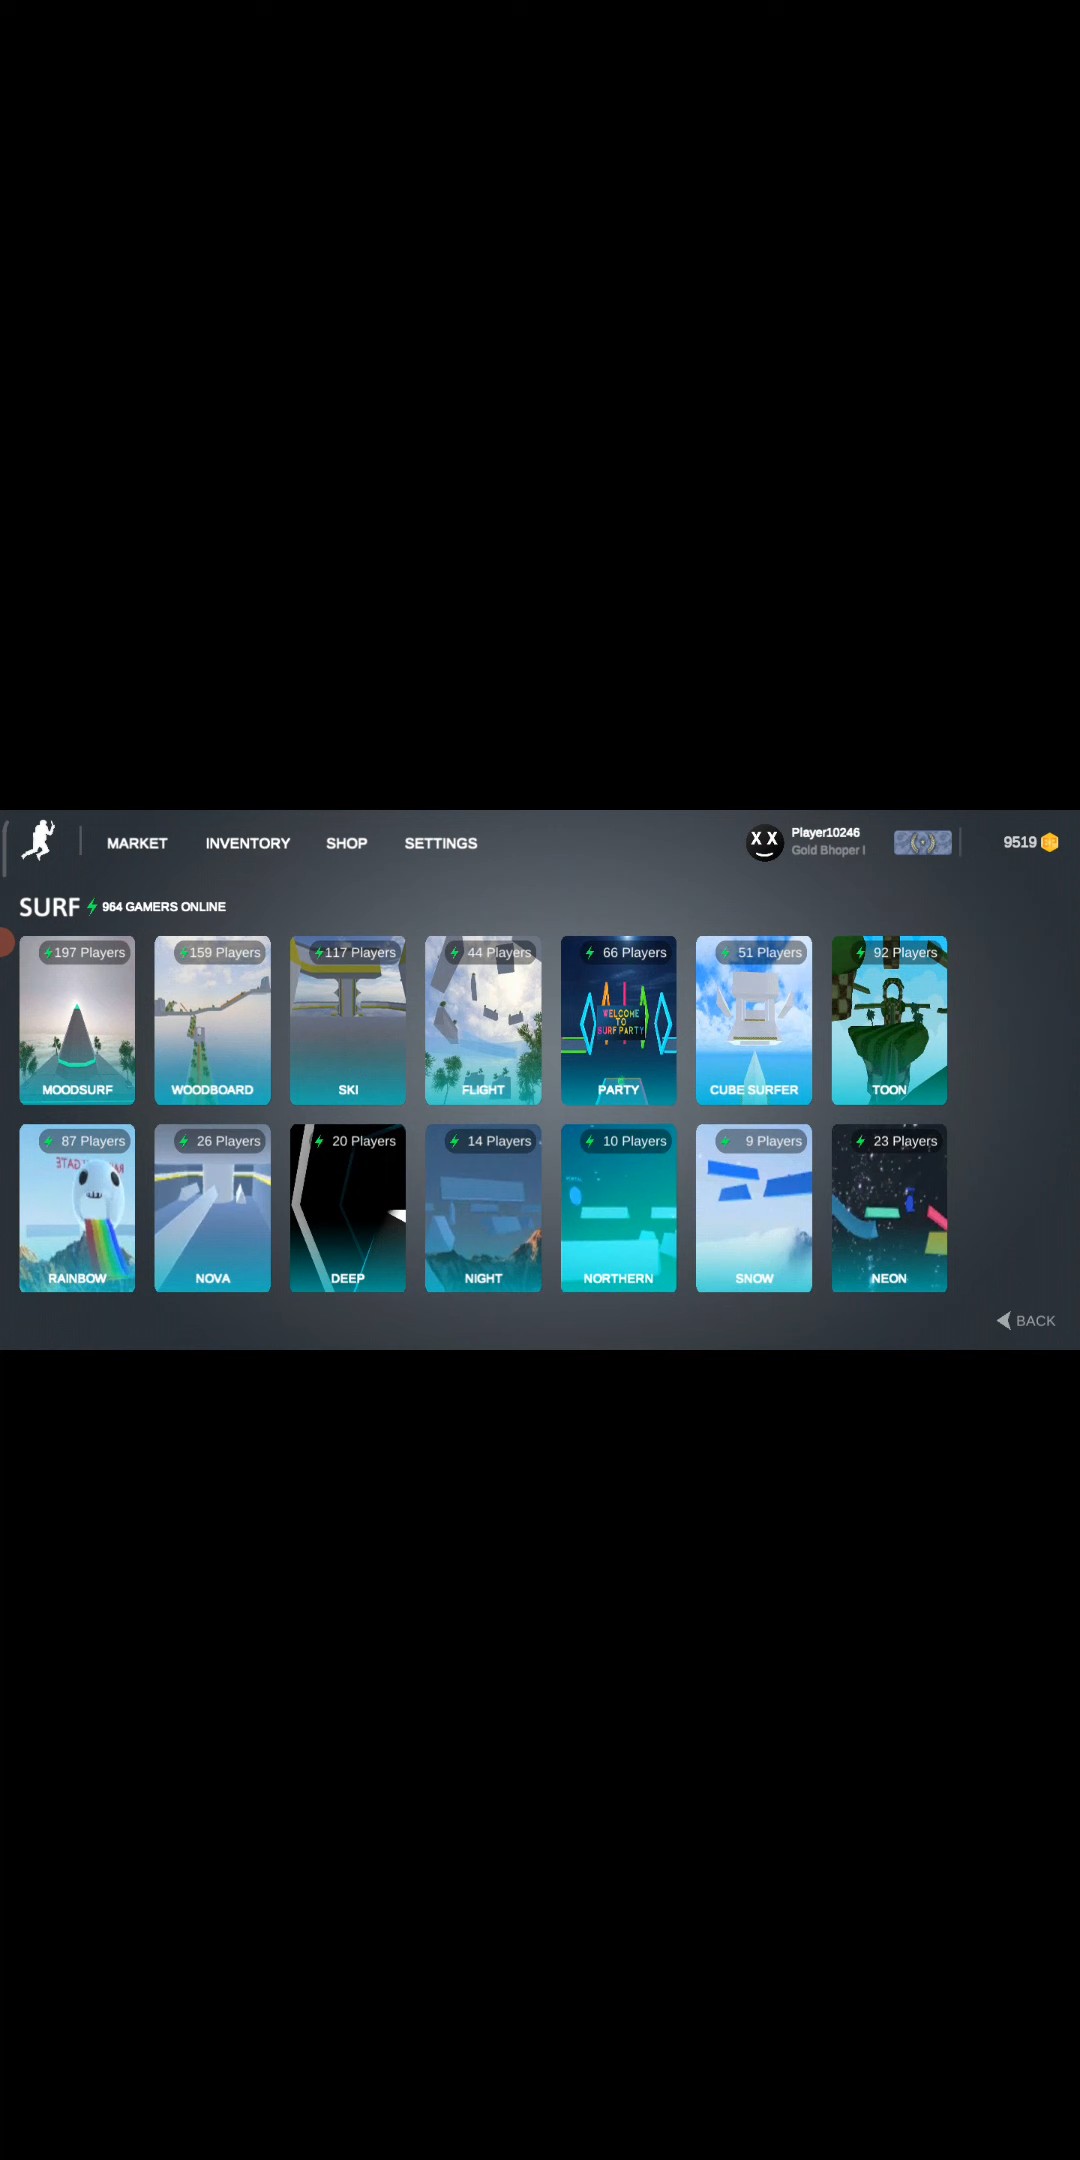 MARKET INVENTORY SHOP SETTINGS
Player10246
Gold Bhoper I
9519
SURF 964 GAMERS ONLINE
197 Players
MOODSURF
159 Players
WOODBOARD
117 Players
SKI
44 Players
FLIGHT
66 Players
WELCOME
TO
SURF PARTY
PARTY
51 Players
CUBE SURFER
92 Players
TOON
87 Players
RAINBOW
26 Players
NOVA
20 Players
DEEP
14 Players
NIGHT
10 Players
NORTHERN
9 Players
SNOW
23 Players
NEON
BACK